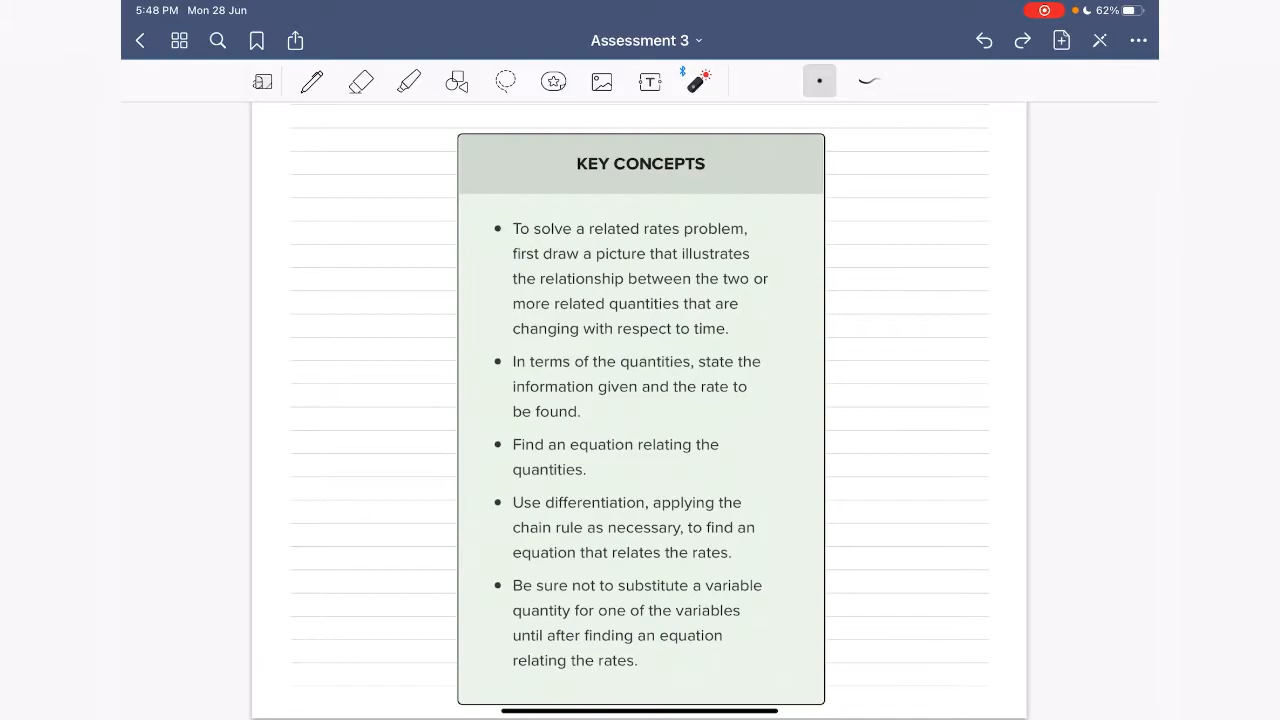 5:48 PM Mon 28 Jun
62%
Assessment 3
T
KEY CONCEPTS
• To solve a related rates problem,
first draw a picture that illustrates
the relationship between the two or
more related quantities that are
changing with respect to time.
• In terms of the quantities, state the
information given and the rate to
be found.
• Find an equation relating the
quantities.
• Use differentiation, applying the
chain rule as necessary, to find an
equation that relates the rates.
• Be sure not to substitute a variable
quantity for one of the variables
until after finding an equation
relating the rates.